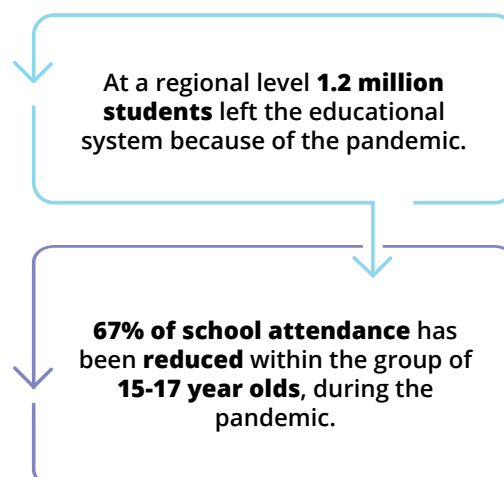 At a regional level 1.2 million
students left the educational
system because of the pandemic.
67% of school attendance has
been reduced within the group of
15-17 year olds, during the
pandemic.